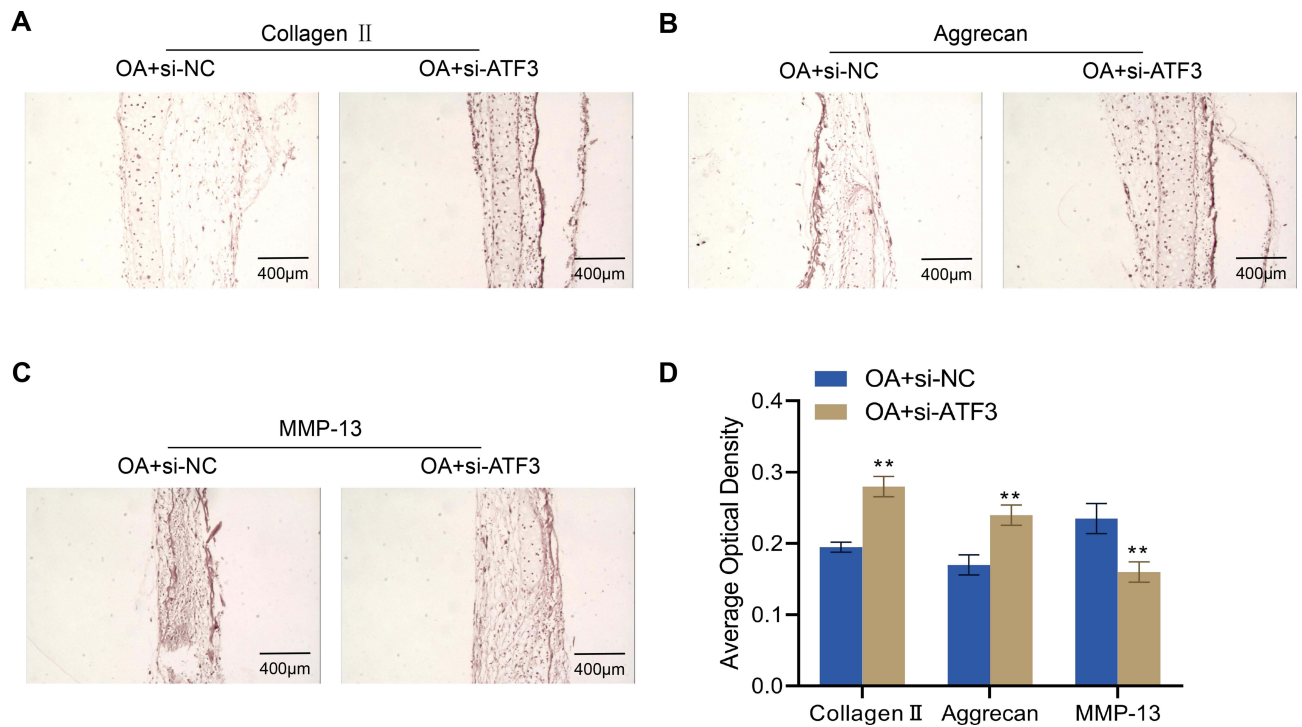 A
Collagen Ⅱ
OA+si-NC
OA+si-ATF3
400μm
400μm
B
Aggrecan
OA+si-NC
OA+si-ATF3
400μm
400μm
C
MMP-13
OA+si-NC
OA+si-ATF3
400μm
400μm
D
OA+si-NC
OA+si-ATF3
Average Optical Density
0.4
0.3
0.2
0.1
0.0
**
**
**
Collagen Ⅱ
Aggrecan
MMP-13